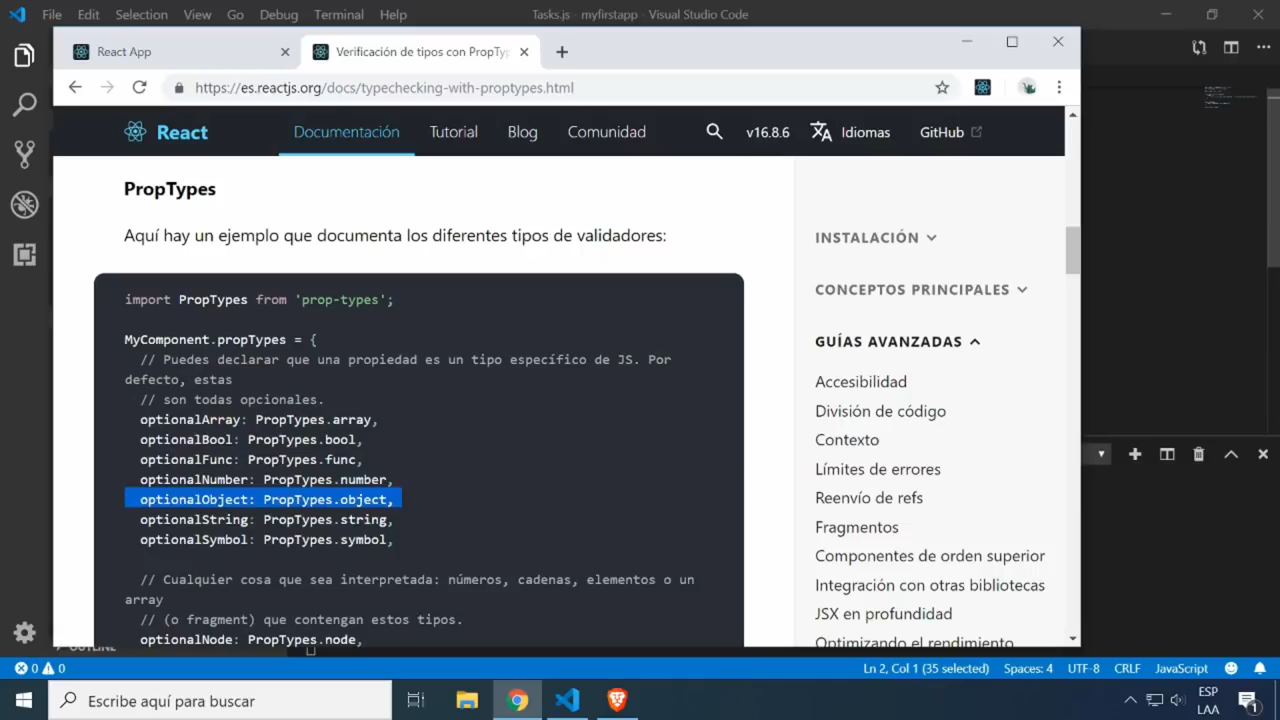 File Edit Selection View Go Debug Terminal Help Tasks.js - myfirstapp - Visual Studio Code
React App
Verificación de tipos con PropTy
https://es.reactjs.org/docs/typechecking-with-proptypes.html
React Documentación Tutorial Blog Comunidad v16.8.6 Idiomas GitHub
PropTypes
Aquí hay un ejemplo que documenta los diferentes tipos de validadores:
import PropTypes from 'prop-types';
MyComponent.propTypes = {
// Puedes declarar que una propiedad es un tipo específico de JS. Por
defecto, estas
// son todas opcionales.
optionalArray: PropTypes.array,
optionalBool: PropTypes.bool,
optionalFunc: PropTypes.func,
optionalNumber: PropTypes.number,
optionalObject: PropTypes.object,
optionalString: PropTypes.string,
optionalSymbol: PropTypes.symbol,
// Cualquier cosa que sea interpretada: números, cadenas, elementos o un
array
// (o fragment) que contengan estos tipos.
optionalNode: PropTypes.node,
INSTALACIÓN
CONCEPTOS PRINCIPALES
GUÍAS AVANZADAS
Accesibilidad
División de código
Contexto
Límites de errores
Reenvío de refs
Fragmentos
Componentes de orden superior
Integración con otras bibliotecas
JSX en profundidad
Optimizando el rendimiento
OUTLINE
0 0 Ln 2, Col 1 (35 selected) Spaces: 4 UTF-8 CRLF JavaScript
Escribe aquí para buscar
ESP
LAA
1